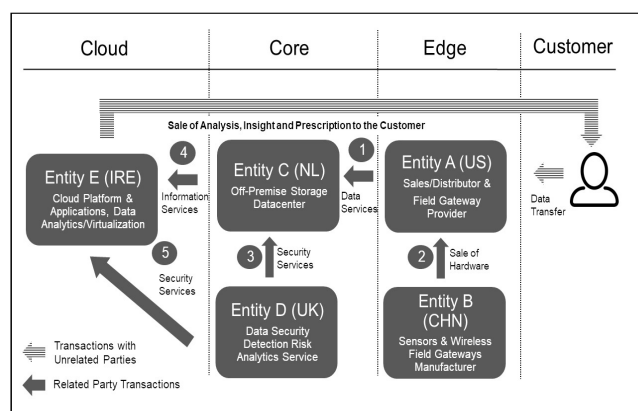 Cloud
Core
Edge
Customer
Sale of Analysis, Insight and Prescription to the Customer
4
1
Entity E (IRE)
Cloud Platform &
Applications, Data
Analytics/Virtualization
Information
Services
Entity C (NL)
Off-Premise Storage
Datacenter
Data
Services
Entity A (US)
Sales/Distributor &
Field Gateway
Provider
Data
Transfer
5
Security
Services
3
Security
Services
2
Sale of
Hardware
Entity D (UK)
Data Security
Detection Risk
Analytics Service
Entity B
(CHN)
Sensors & Wireless
Field Gateways
Manufacturer
Transactions with
Unrelated Parties
Related Party Transactions